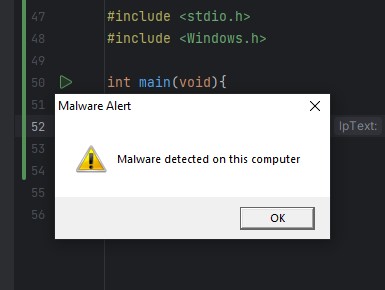 47 #include <stdio.h>
48 #include <Windows.h>
49
50 int main(void){
51
Malware Alert
52 lpText:
53
Malware detected on this computer
54
55
56
OK